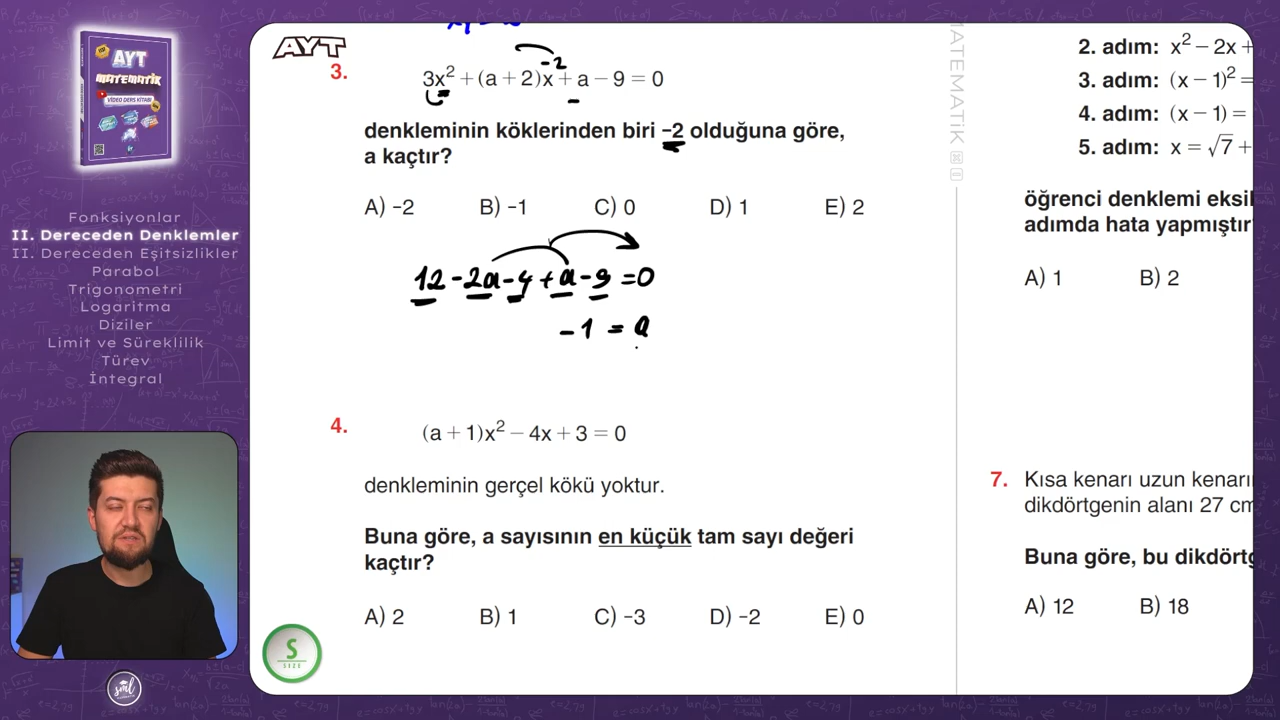 AYT
MATEMATİK
VİDEO DERS KİTABI
Fonksiyonlar
II. Dereceden Denklemler
II. Dereceden Eşitsizlikler
Parabol
Trigonometri
Logaritma
Diziler
Limit ve Süreklilik
Türev
İntegral
sml
AYT
3.
3x² + (a + 2)x + a − 9 = 0
-2
denkleminin köklerinden biri −2 olduğuna göre,
a kaçtır?
A) −2 B) −1 C) 0 D) 1 E) 2
12 - 2a - 4 + a - 9 = 0
-1 = a
4.
(a + 1)x² − 4x + 3 = 0
denkleminin gerçel kökü yoktur.
Buna göre, a sayısının en küçük tam sayı değeri
kaçtır?
A) 2 B) 1 C) −3 D) −2 E) 0
S
SIZE
ATEMATİK
2. adım: x² − 2x +
3. adım: (x − 1)² =
4. adım: (x − 1) =
5. adım: x = √7 +
öğrenci denklemi eksil
adımda hata yapmıştır
A) 1 B) 2
7. Kısa kenarı uzun kenarı
dikdörtgenin alanı 27 cm
Buna göre, bu dikdört
A) 12 B) 18